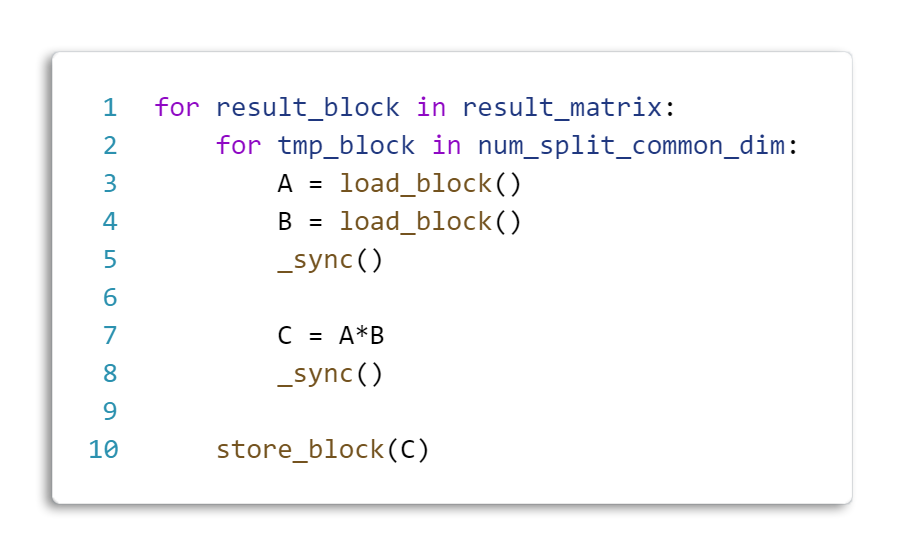 1 for result_block in result_matrix:
2     for tmp_block in num_split_common_dim:
3         A = load_block()
4         B = load_block()
5         _sync()
6
7         C = A*B
8         _sync()
9
10     store_block(C)